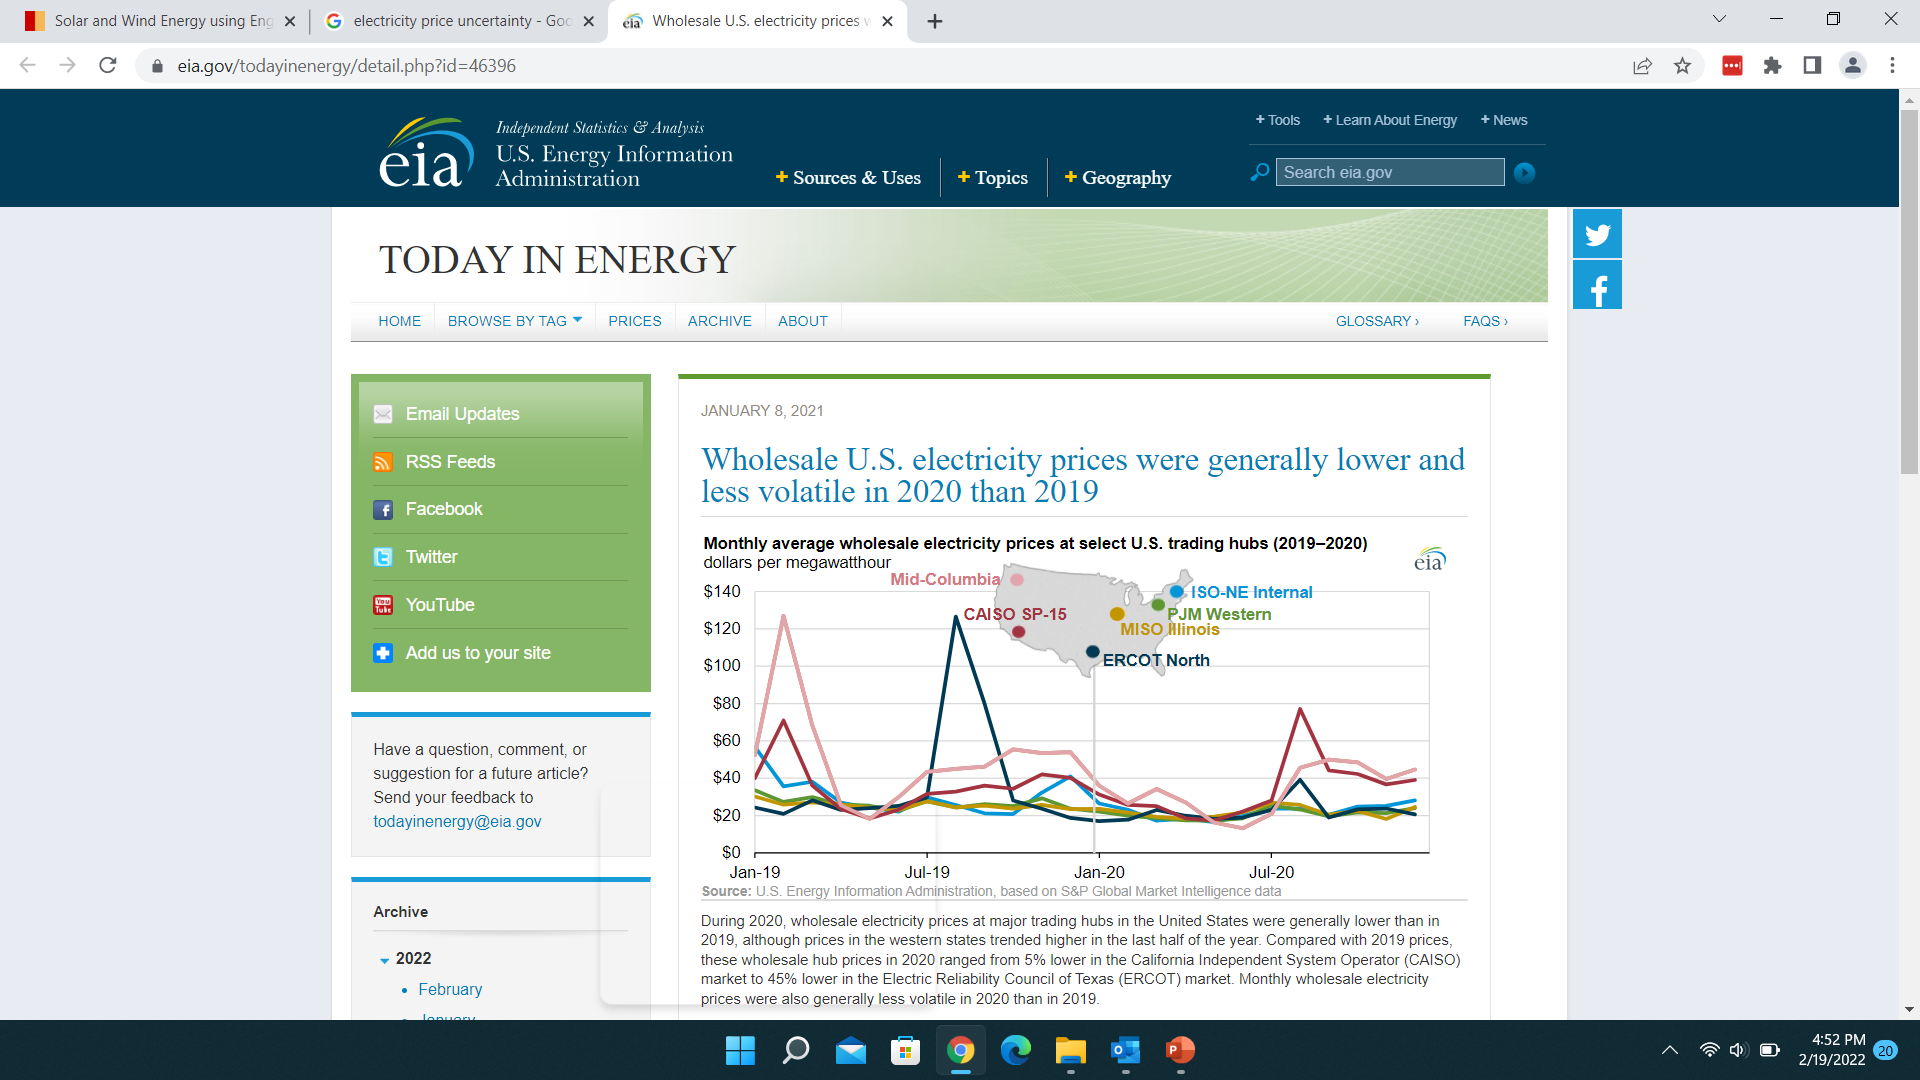 Solar and Wind Energy using Eng
electricity price uncertainty - Goo
Wholesale U.S. electricity prices w
eia.gov/todayinenergy/detail.php?id=46396
eia
Independent Statistics & Analysis
U.S. Energy Information
Administration
+ Sources & Uses
+ Topics
+ Geography
+ Tools
+ Learn About Energy
+ News
Search eia.gov
TODAY IN ENERGY
HOME
BROWSE BY TAG
PRICES
ARCHIVE
ABOUT
GLOSSARY ›
FAQS ›
Email Updates
RSS Feeds
Facebook
Twitter
YouTube
Add us to your site
Have a question, comment, or
suggestion for a future article?
Send your feedback to
todayinenergy@eia.gov
Archive
2022
February
January
JANUARY 8, 2021
Wholesale U.S. electricity prices were generally lower and
less volatile in 2020 than 2019
Monthly average wholesale electricity prices at select U.S. trading hubs (2019–2020)
dollars per megawatthour
eia
Mid-Columbia
CAISO SP-15
ISO-NE Internal
PJM Western
MISO Illinois
ERCOT North
$140
$120
$100
$80
$60
$40
$20
$0
Jan-19
Jul-19
Jan-20
Jul-20
Source: U.S. Energy Information Administration, based on S&P Global Market Intelligence data
During 2020, wholesale electricity prices at major trading hubs in the United States were generally lower than in
2019, although prices in the western states trended higher in the last half of the year. Compared with 2019 prices,
these wholesale hub prices in 2020 ranged from 5% lower in the California Independent System Operator (CAISO)
market to 45% lower in the Electric Reliability Council of Texas (ERCOT) market. Monthly wholesale electricity
prices were also generally less volatile in 2020 than in 2019.
4:52 PM
2/19/2022
20